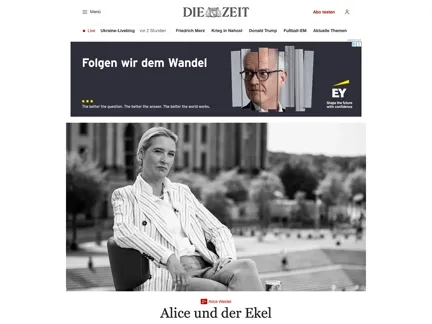 Menü
DIE ZEIT
Abo testen
Live
Ukraine-Liveblog
vor 2 Stunden
Friedrich Merz
Krieg in Nahost
Donald Trump
Fußball-EM
Aktuelle Themen
Folgen wir dem Wandel
The better the question. The better the answer. The better the world works.
EY
Shape the future
with confidence
Z+
Alice Weidel
Alice und der Ekel